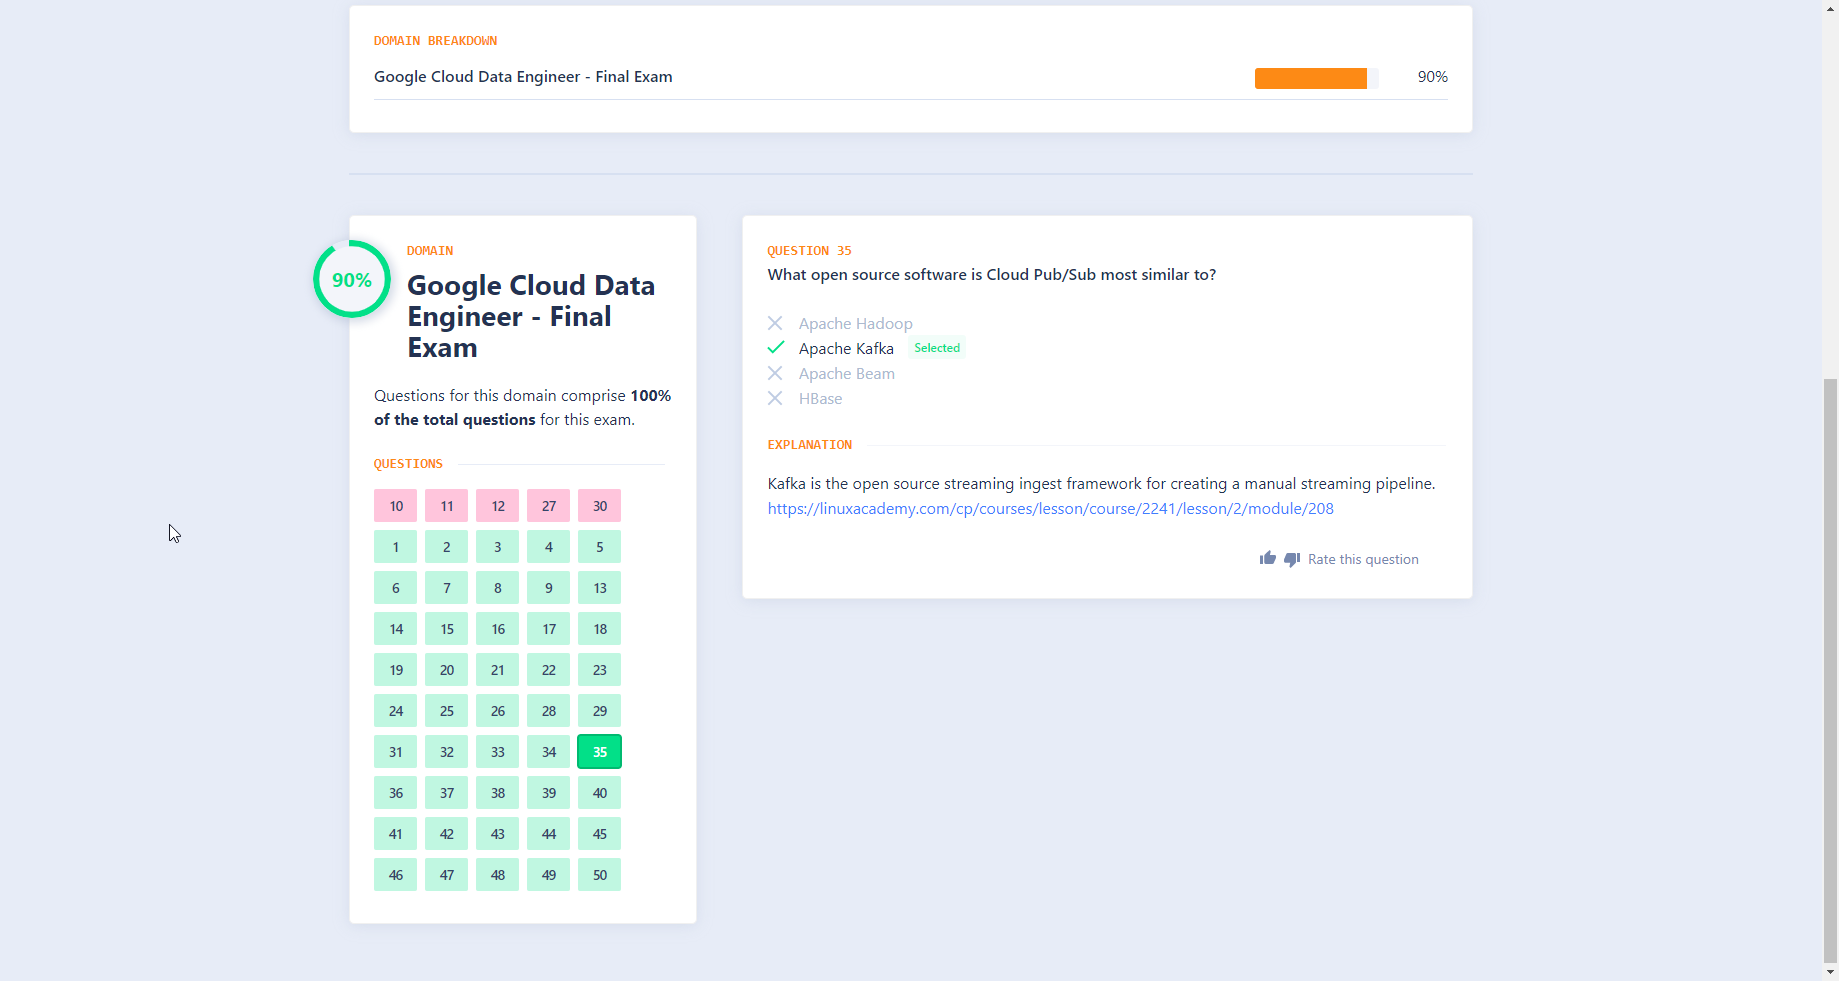 DOMAIN BREAKDOWN
Google Cloud Data Engineer - Final Exam 90%
90%
DOMAIN
Google Cloud Data
Engineer - Final
Exam
Questions for this domain comprise 100%
of the total questions for this exam.
QUESTIONS
10 11 12 27 30
1 2 3 4 5
6 7 8 9 13
14 15 16 17 18
19 20 21 22 23
24 25 26 28 29
31 32 33 34 35
36 37 38 39 40
41 42 43 44 45
46 47 48 49 50
QUESTION 35
What open source software is Cloud Pub/Sub most similar to?
Apache Hadoop
Apache Kafka Selected
Apache Beam
HBase
EXPLANATION
Kafka is the open source streaming ingest framework for creating a manual streaming pipeline.
https://linuxacademy.com/cp/courses/lesson/course/2241/lesson/2/module/208
Rate this question